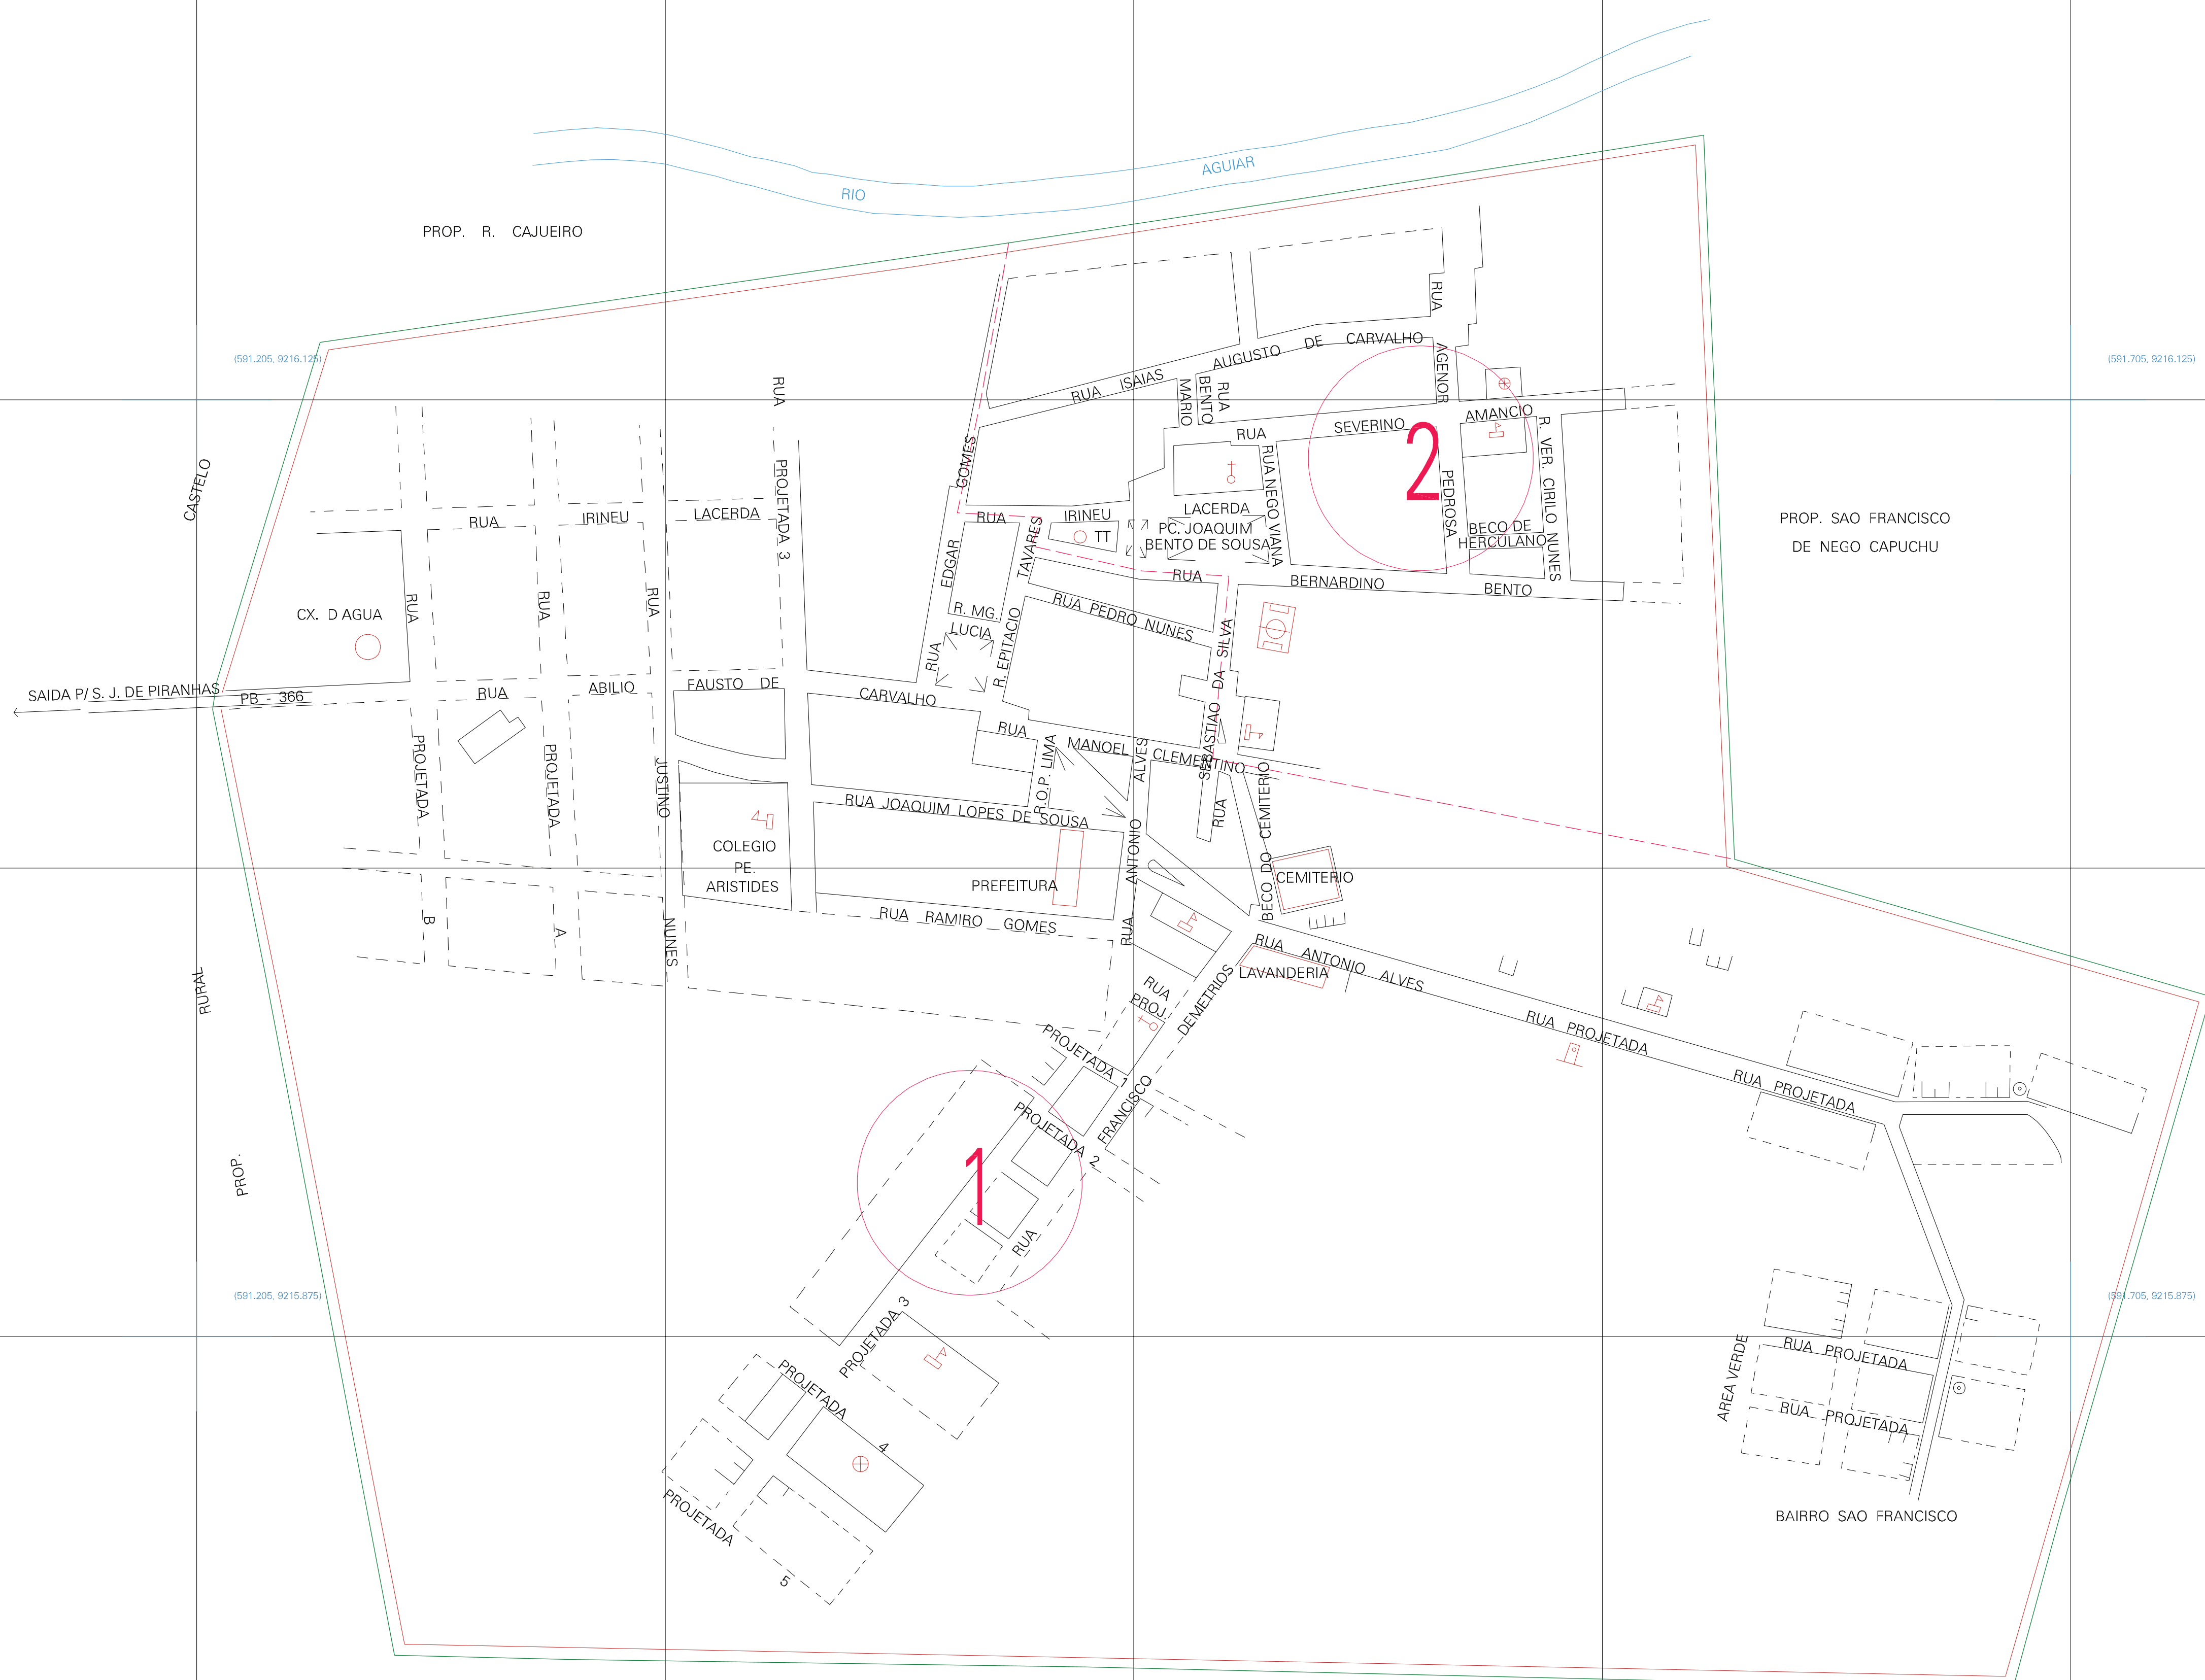 RIO
AGUIAR
PROP. R. CAJUEIRO
(591.205, 9216.125)
(591.705, 9216.125)
RUA ISAIAS AUGUSTO DE CARVALHO
RUA AGENOR PEDROSA
RUA MARIO BENTO
RUA SEVERINO AMANCIO
R. VER. CIRILO NUNES
RUA NEGO VIANA
2
CASTELO
RUA PROJETADA 3
RUA EDGAR GOMES
RUA IRINEU LACERDA
RUA IRINEU LACERDA
TT
PC. JOAQUIM
BENTO DE SOUSA
BECO DE
HERCULANO
PROP. SAO FRANCISCO
DE NEGO CAPUCHU
R. EPITACIO TAVARES
RUA BERNARDINO BENTO
CX. D AGUA
R. MG.
LUCIA
RUA PEDRO NUNES
RUA SEBASTIAO DA SILVA
SAIDA P/ S. J. DE PIRANHAS
PB - 366
RUA ABILIO FAUSTO DE CARVALHO
RUA PROJETADA B
RUA PROJETADA A
RUA JUSTINO NUNES
RUA MANOEL CLEMENTINO
R.O.P. LIMA
RUA ANTONIO ALVES
BECO DO CEMITERIO
RUA JOAQUIM LOPES DE SOUSA
COLEGIO
PE.
ARISTIDES
PREFEITURA
CEMITERIO
RUA RAMIRO GOMES
RUA ANTONIO ALVES
LAVANDERIA
RUA
PROJ.
RUA FRANCISCO DEMETRIOS
RUA PROJETADA
RUA PROJETADA
PROP. RURAL
PROJETADA 1
PROJETADA 2
1
(591.205, 9215.875)
(591.705, 9215.875)
PROJETADA 3
PROJETADA 4
PROJETADA 5
AREA VERDE
RUA PROJETADA
RUA PROJETADA
BAIRRO SAO FRANCISCO